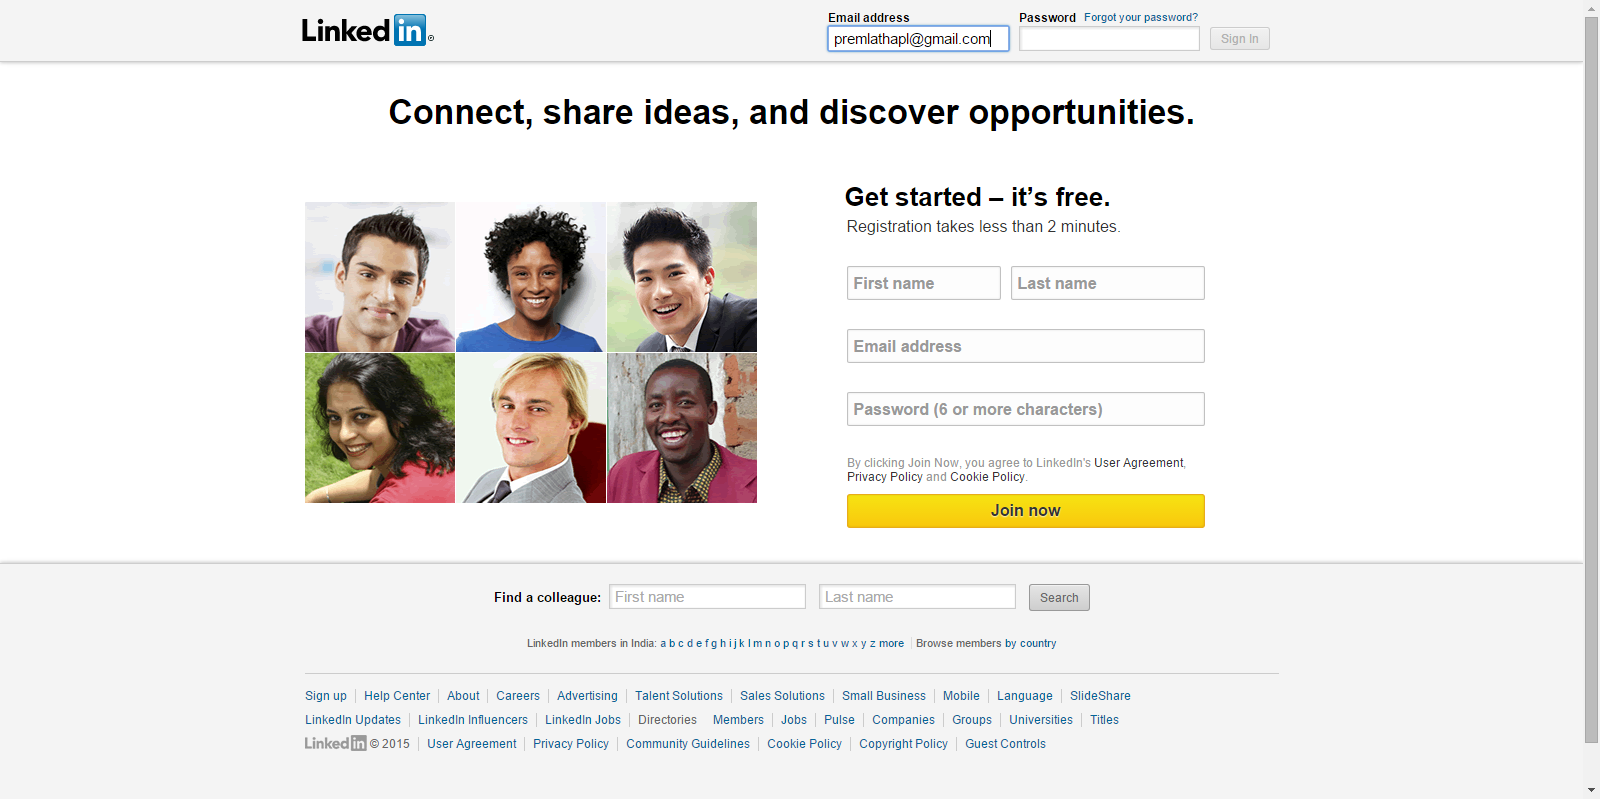 Linked in
Email address
Password Forgot your password?
premlathapl@gmail.com
Sign In
Connect, share ideas, and discover opportunities.
Get started – it's free.
Registration takes less than 2 minutes.
First name
Last name
Email address
Password (6 or more characters)
By clicking Join Now, you agree to LinkedIn's User Agreement,
Privacy Policy and Cookie Policy.
Join now
Find a colleague: First name Last name Search
LinkedIn members in India: a b c d e f g h i j k l m n o p q r s t u v w x y z more Browse members by country
Sign up Help Center About Careers Advertising Talent Solutions Sales Solutions Small Business Mobile Language SlideShare
LinkedIn Updates LinkedIn Influencers LinkedIn Jobs Directories Members Jobs Pulse Companies Groups Universities Titles
Linked in © 2015 User Agreement Privacy Policy Community Guidelines Cookie Policy Copyright Policy Guest Controls